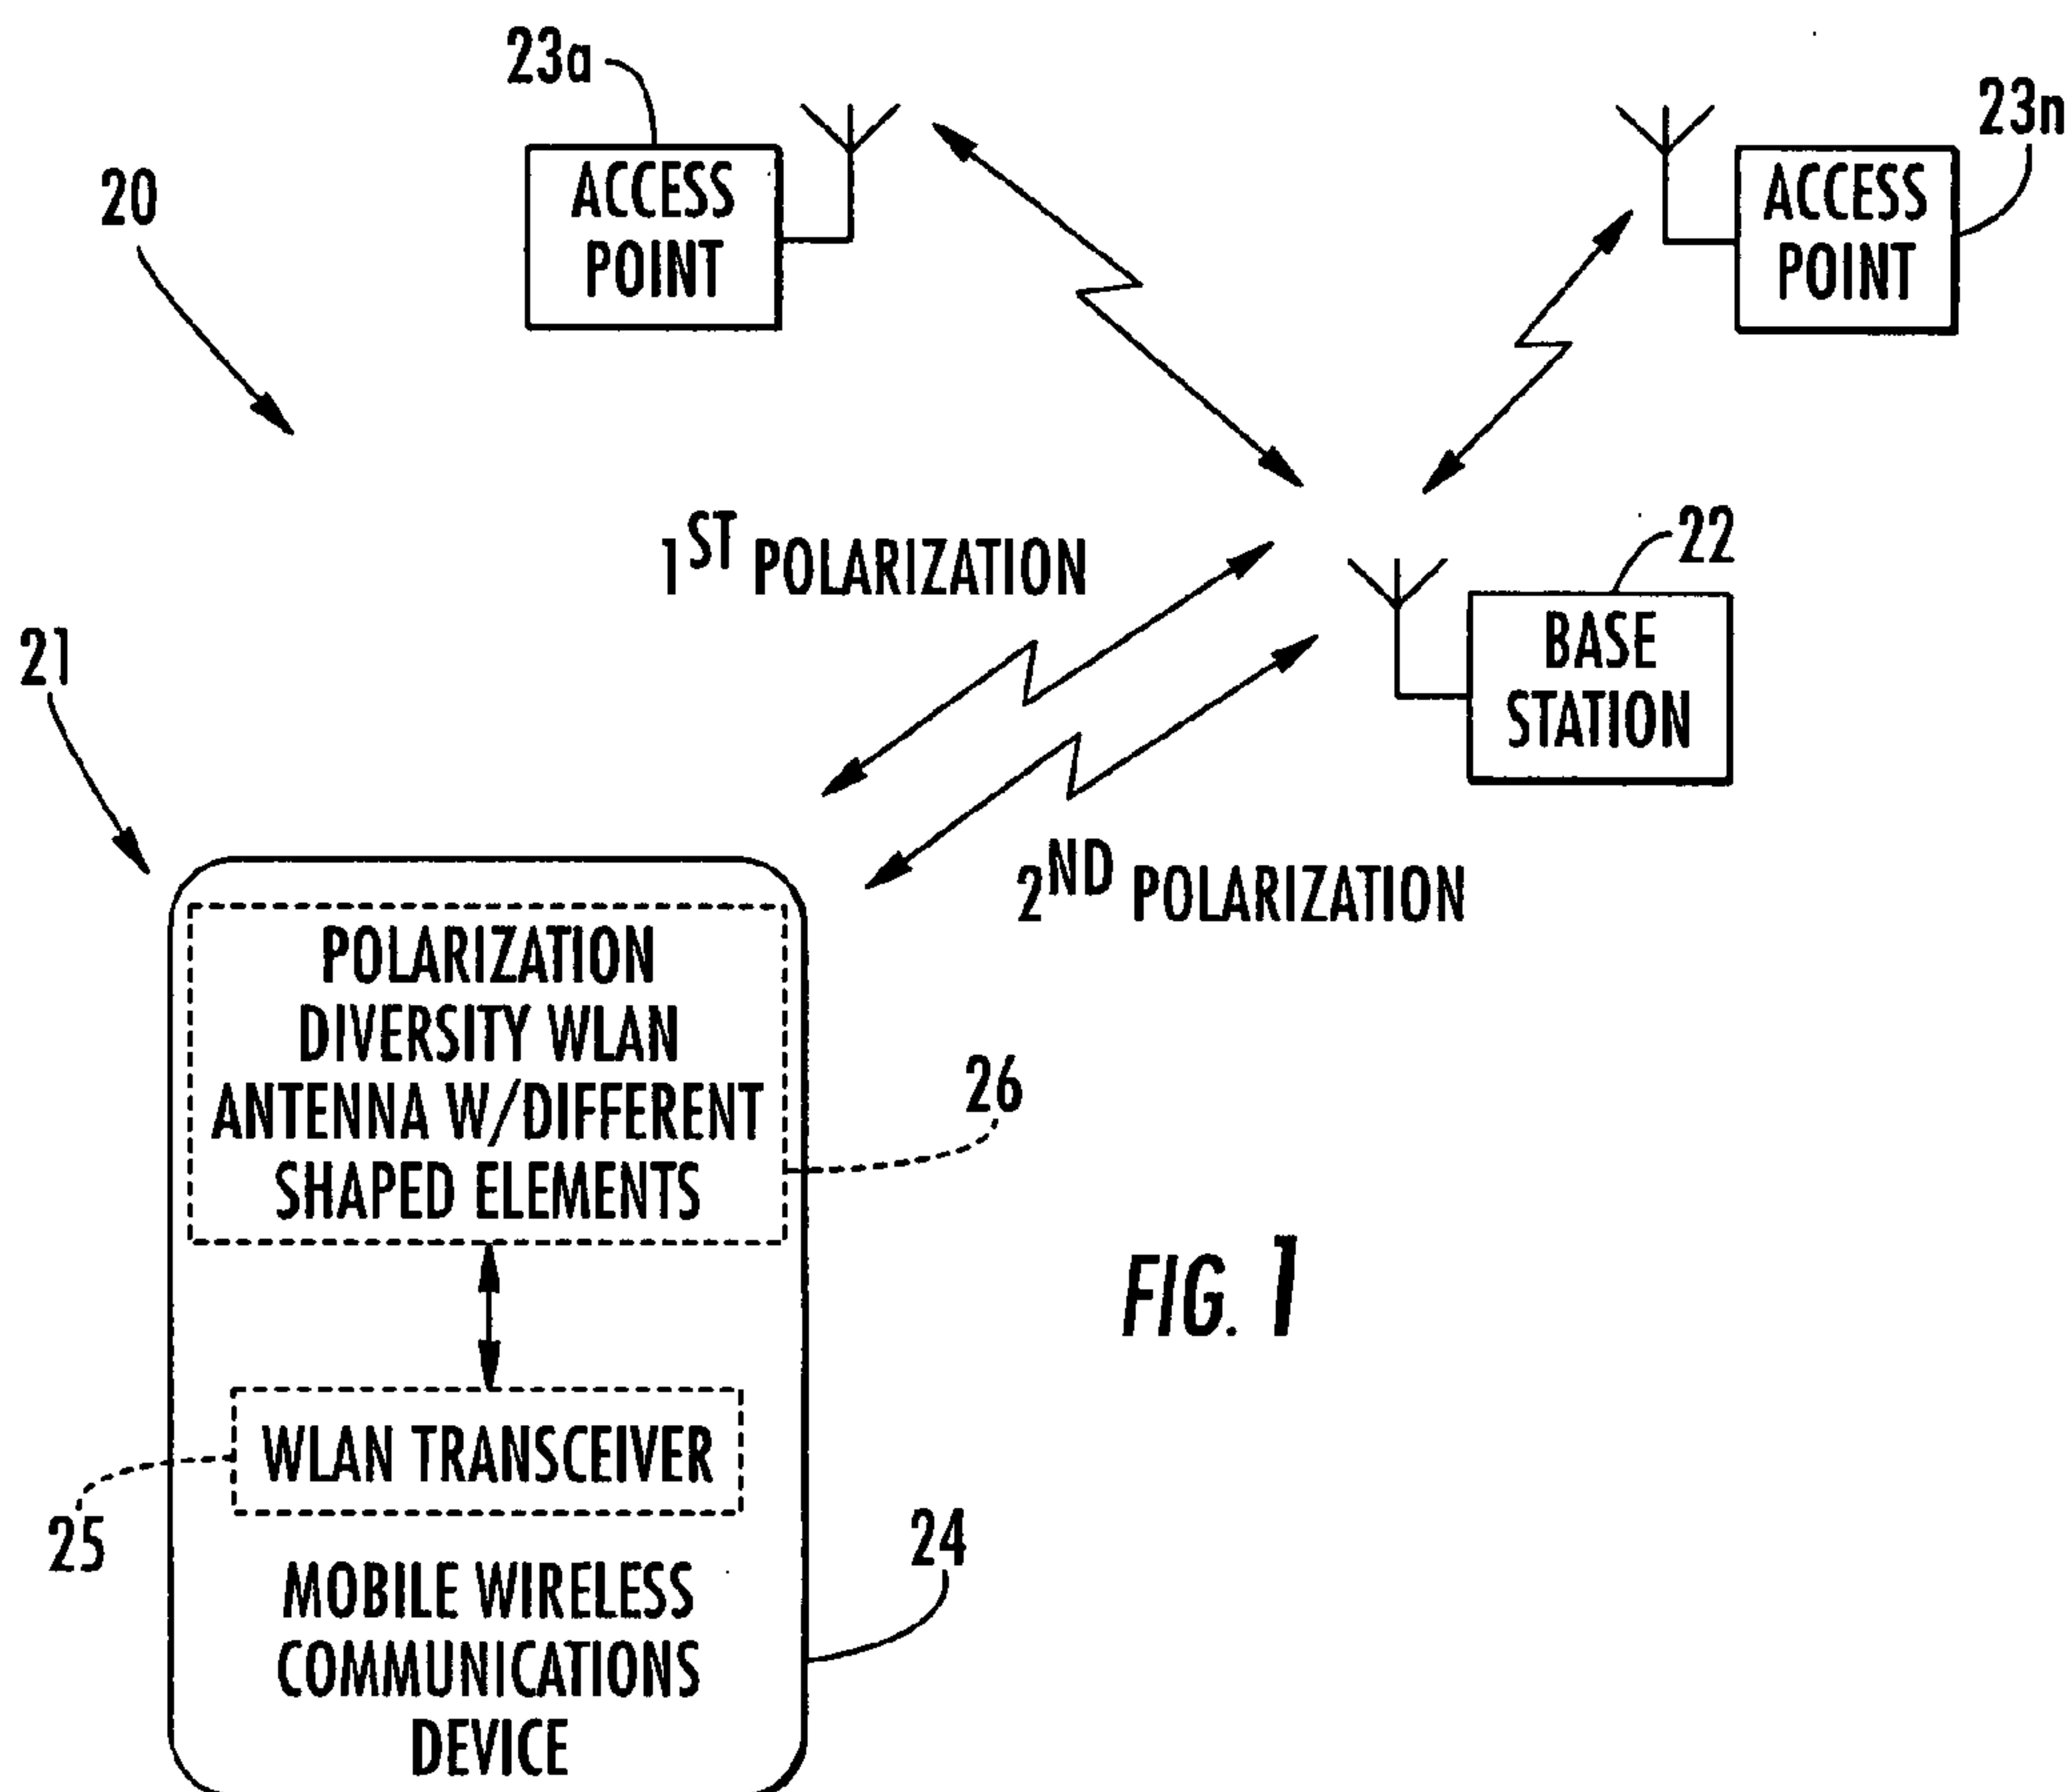 23a
23n
ACCESS
POINT
ACCESS
POINT
20
1ST POLARIZATION
22
BASE
STATION
21
2ND POLARIZATION
POLARIZATION
DIVERSITY WLAN
ANTENNA W/DIFFERENT
SHAPED ELEMENTS
26
FIG. 1
WLAN TRANSCEIVER
25
24
MOBILE WIRELESS
COMMUNICATIONS
DEVICE